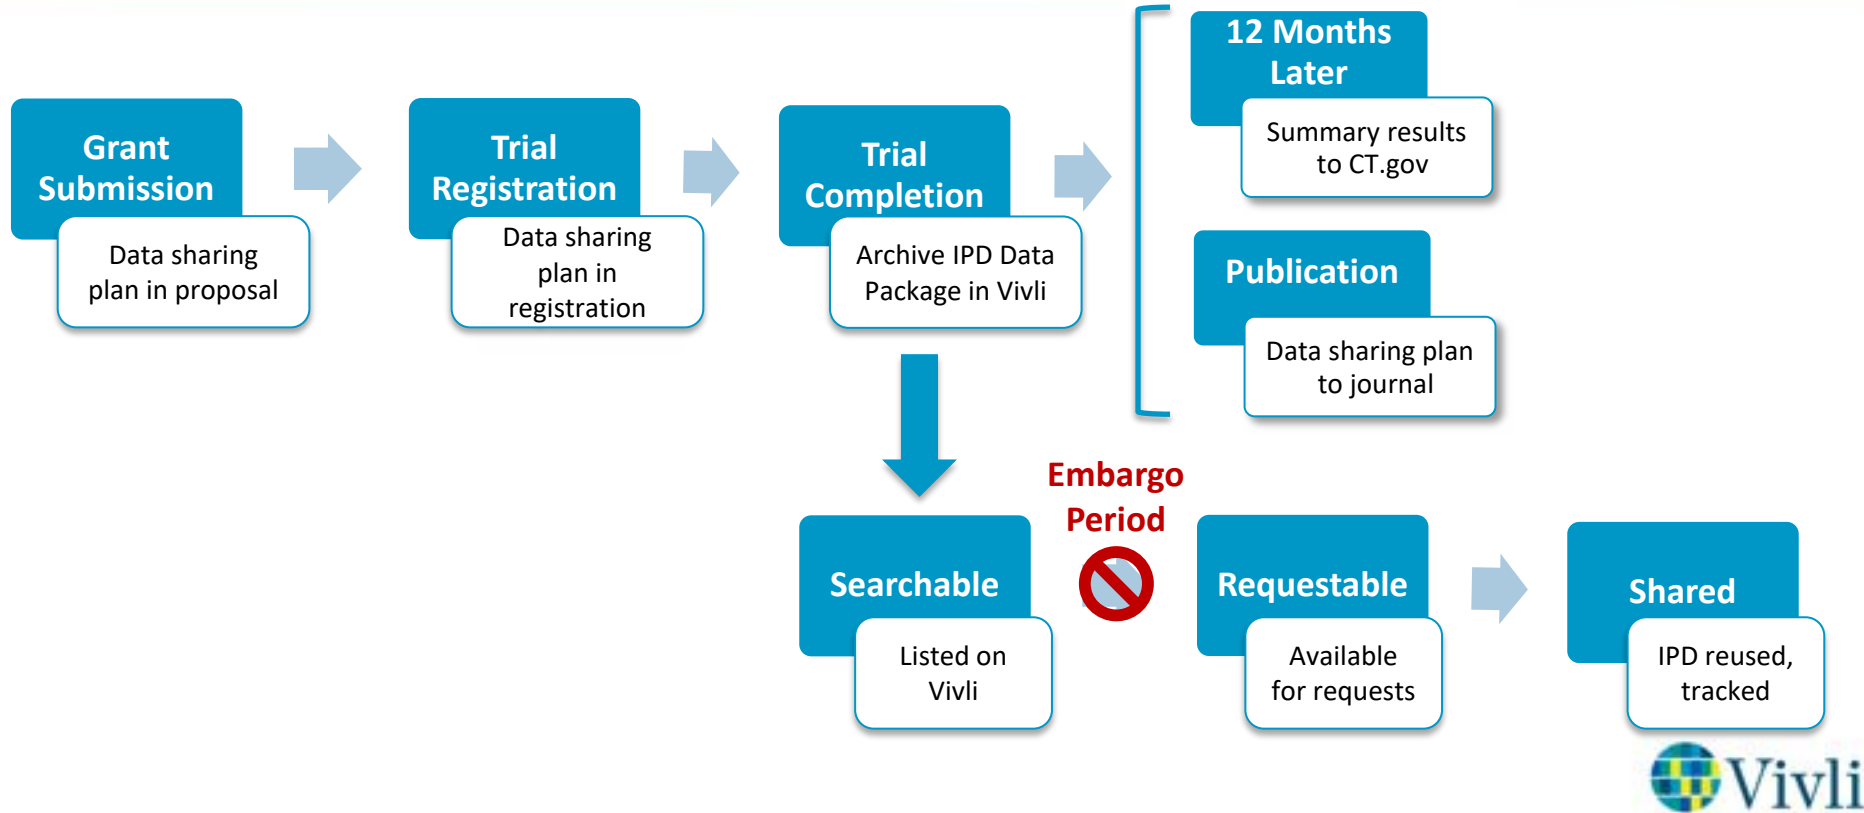 Grant
Submission
Data sharing
plan in proposal
Trial
Registration
Data sharing
plan in
registration
Trial
Completion
Archive IPD Data
Package in Vivli
12 Months
Later
Summary results
to CT.gov
Publication
Data sharing plan
to journal
Searchable
Listed on
Vivli
Embargo
Period
Requestable
Available
for requests
Shared
IPD reused,
tracked
Vivli